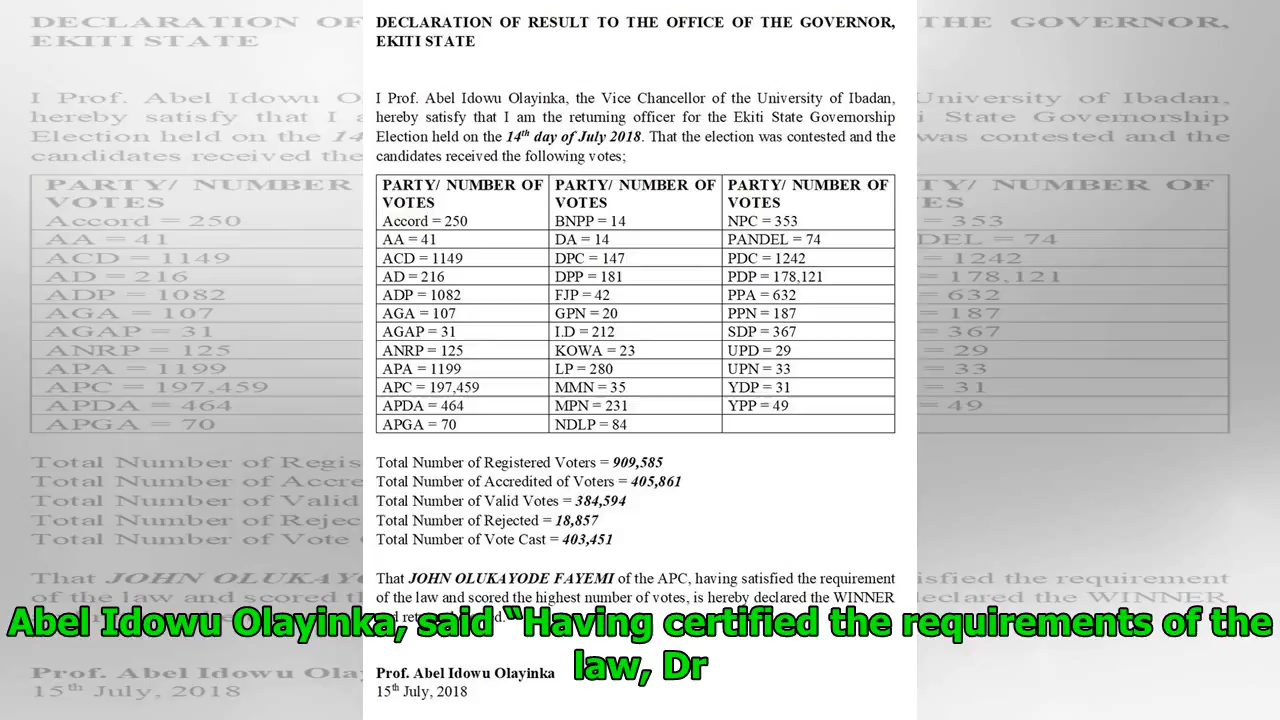 DECLARATION OF RESULT TO THE OFFICE OF THE GOVERNOR,
EKITI STATE
I Prof. Abel Idowu Olayinka, the Vice Chancellor of the University of Ibadan,
hereby satisfy that I am the returning officer for the Ekiti State Governorship
Election held on the 14th day of July 2018. That the election was contested and the
candidates received the following votes;
PARTY/ NUMBER OF VOTES PARTY/ NUMBER OF VOTES PARTY/ NUMBER OF VOTES
Accord = 250 BNPP = 14 NPC = 353
AA = 41 DA = 14 PANDEL = 74
ACD = 1149 DPC = 147 PDC = 1242
AD = 216 DPP = 181 PDP = 178,121
ADP = 1082 FJP = 42 PPA = 632
AGA = 107 GPN = 20 PPN = 187
AGAP = 31 I.D = 212 SDP = 367
ANRP = 125 KOWA = 23 UPD = 29
APA = 1199 LP = 280 UPN = 33
APC = 197,459 MMN = 35 YDP = 31
APDA = 464 MPN = 231 YPP = 49
APGA = 70 NDLP = 84
Total Number of Registered Voters = 909,585
Total Number of Accredited of Voters = 405,861
Total Number of Valid Votes = 384,594
Total Number of Rejected = 18,857
Total Number of Vote Cast = 403,451
That JOHN OLUKAYODE FAYEMI of the APC, having satisfied the requirement
of the law and scored the highest number of votes, is hereby declared the WINNER
Abel Idowu Olayinka, said “Having certified the requirements of the
law, Dr
Prof. Abel Idowu Olayinka
15th July, 2018